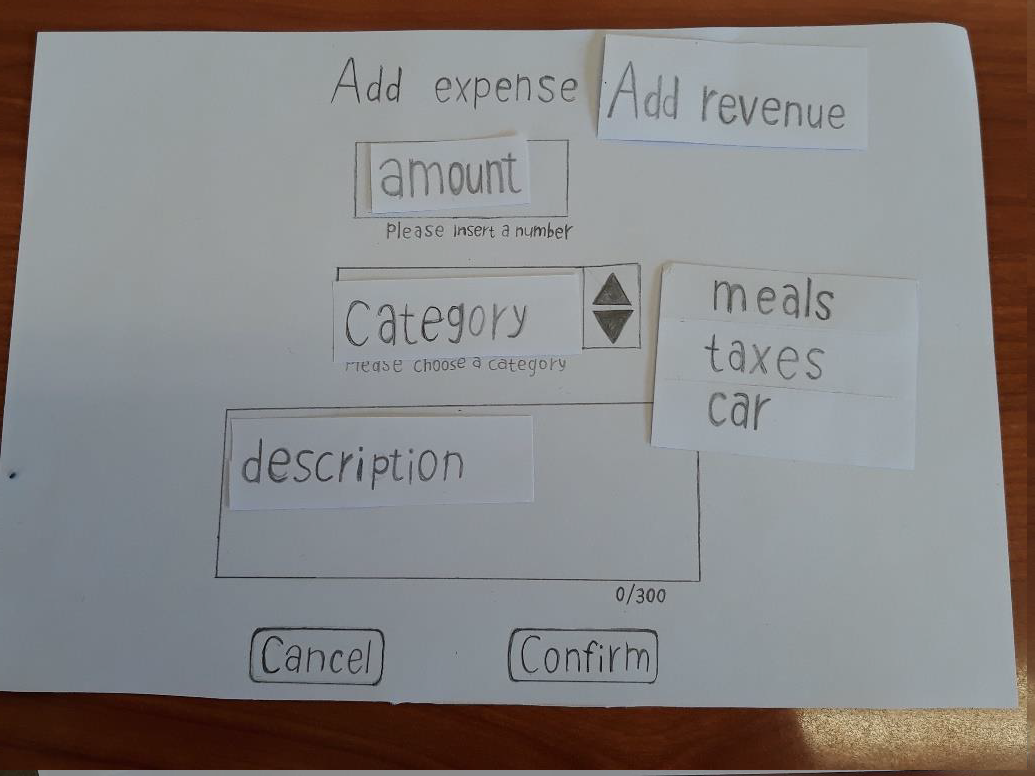 Add expense Add revenue
amount
Please insert a number
Category
Please choose a category
meals
taxes
car
description
0/300
Cancel Confirm